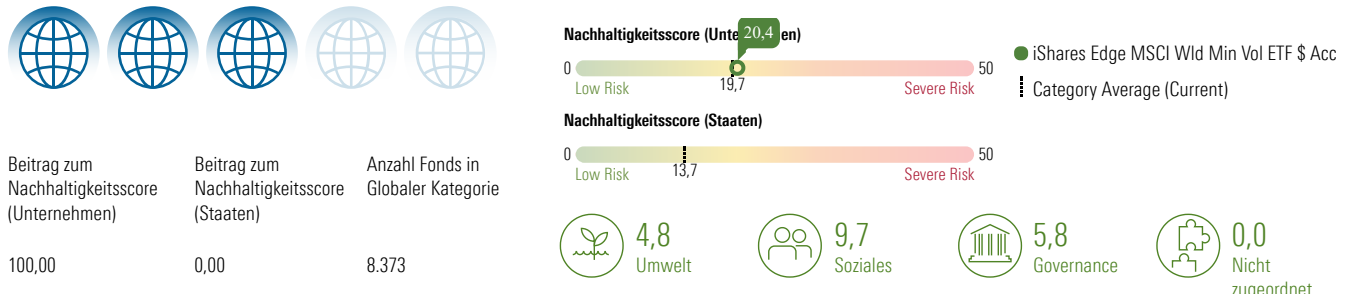 Beitrag zum
Nachhaltigkeitsscore
(Unternehmen)
100,00
Beitrag zum
Nachhaltigkeitsscore
(Staaten)
0,00
Anzahl Fonds in
Globaler Kategorie
8.373
Nachhaltigkeitsscore (Unte en)
20,4
0
50
19,7
Low Risk
Severe Risk
Nachhaltigkeitsscore (Staaten)
0
50
13,7
Low Risk
Severe Risk
iShares Edge MSCI Wld Min Vol ETF $ Acc
Category Average (Current)
4,8
Umwelt
9,7
Soziales
5,8
Governance
0,0
Nicht
zugeordnet